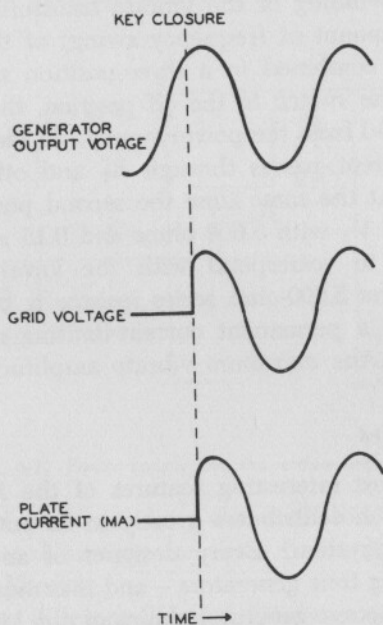 KEY CLOSURE
GENERATOR
OUTPUT VOTAGE
GRID VOLTAGE
PLATE
CURRENT (MA)
TIME →